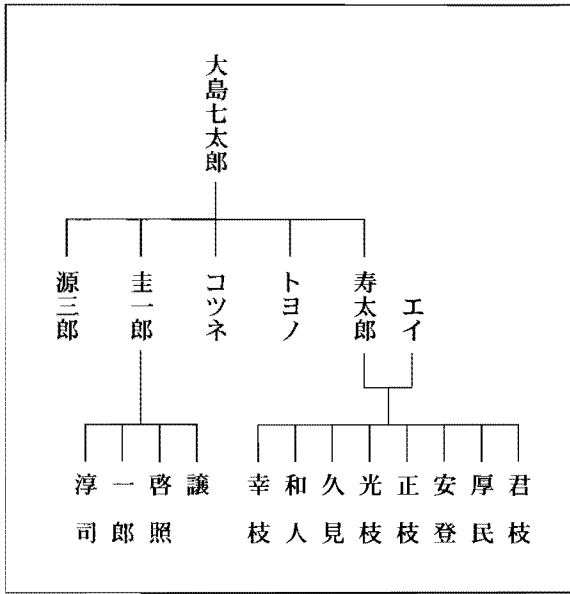 大島七太郎
寿太郎
エイ
トヨノ
コツネ
圭一郎
源三郎
君枝
厚民
安登
正枝
光枝
久見
和人
幸枝
譲
啓照
一郎
淳司